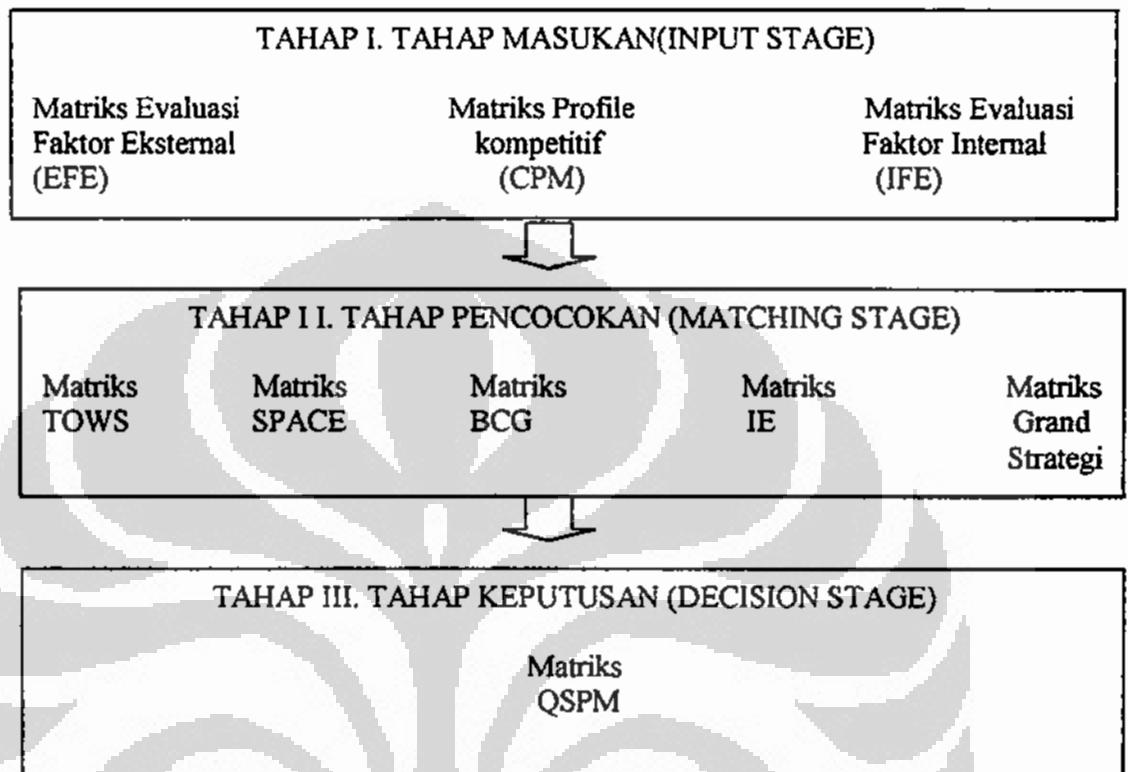 TAHAP I. TAHAP MASUKAN(INPUT STAGE)
Matriks Evaluasi
Faktor Eksternal
(EFE)
Matriks Profile
kompetitif
(CPM)
Matriks Evaluasi
Faktor Internal
(IFE)
TAHAP I I. TAHAP PENCOCOKAN (MATCHING STAGE)
Matriks
TOWS
Matriks
SPACE
Matriks
BCG
Matriks
IE
Matriks
Grand
Strategi
TAHAP III. TAHAP KEPUTUSAN (DECISION STAGE)
Matriks
QSPM